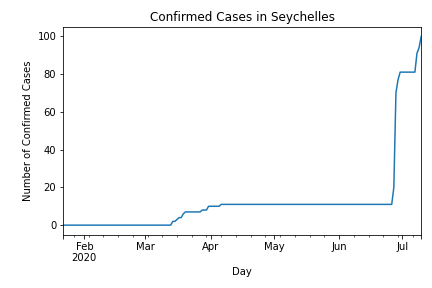 Confirmed Cases in Seychelles
Number of Confirmed Cases
100
80
60
40
20
0
Feb Mar Apr May Jun Jul
2020
Day